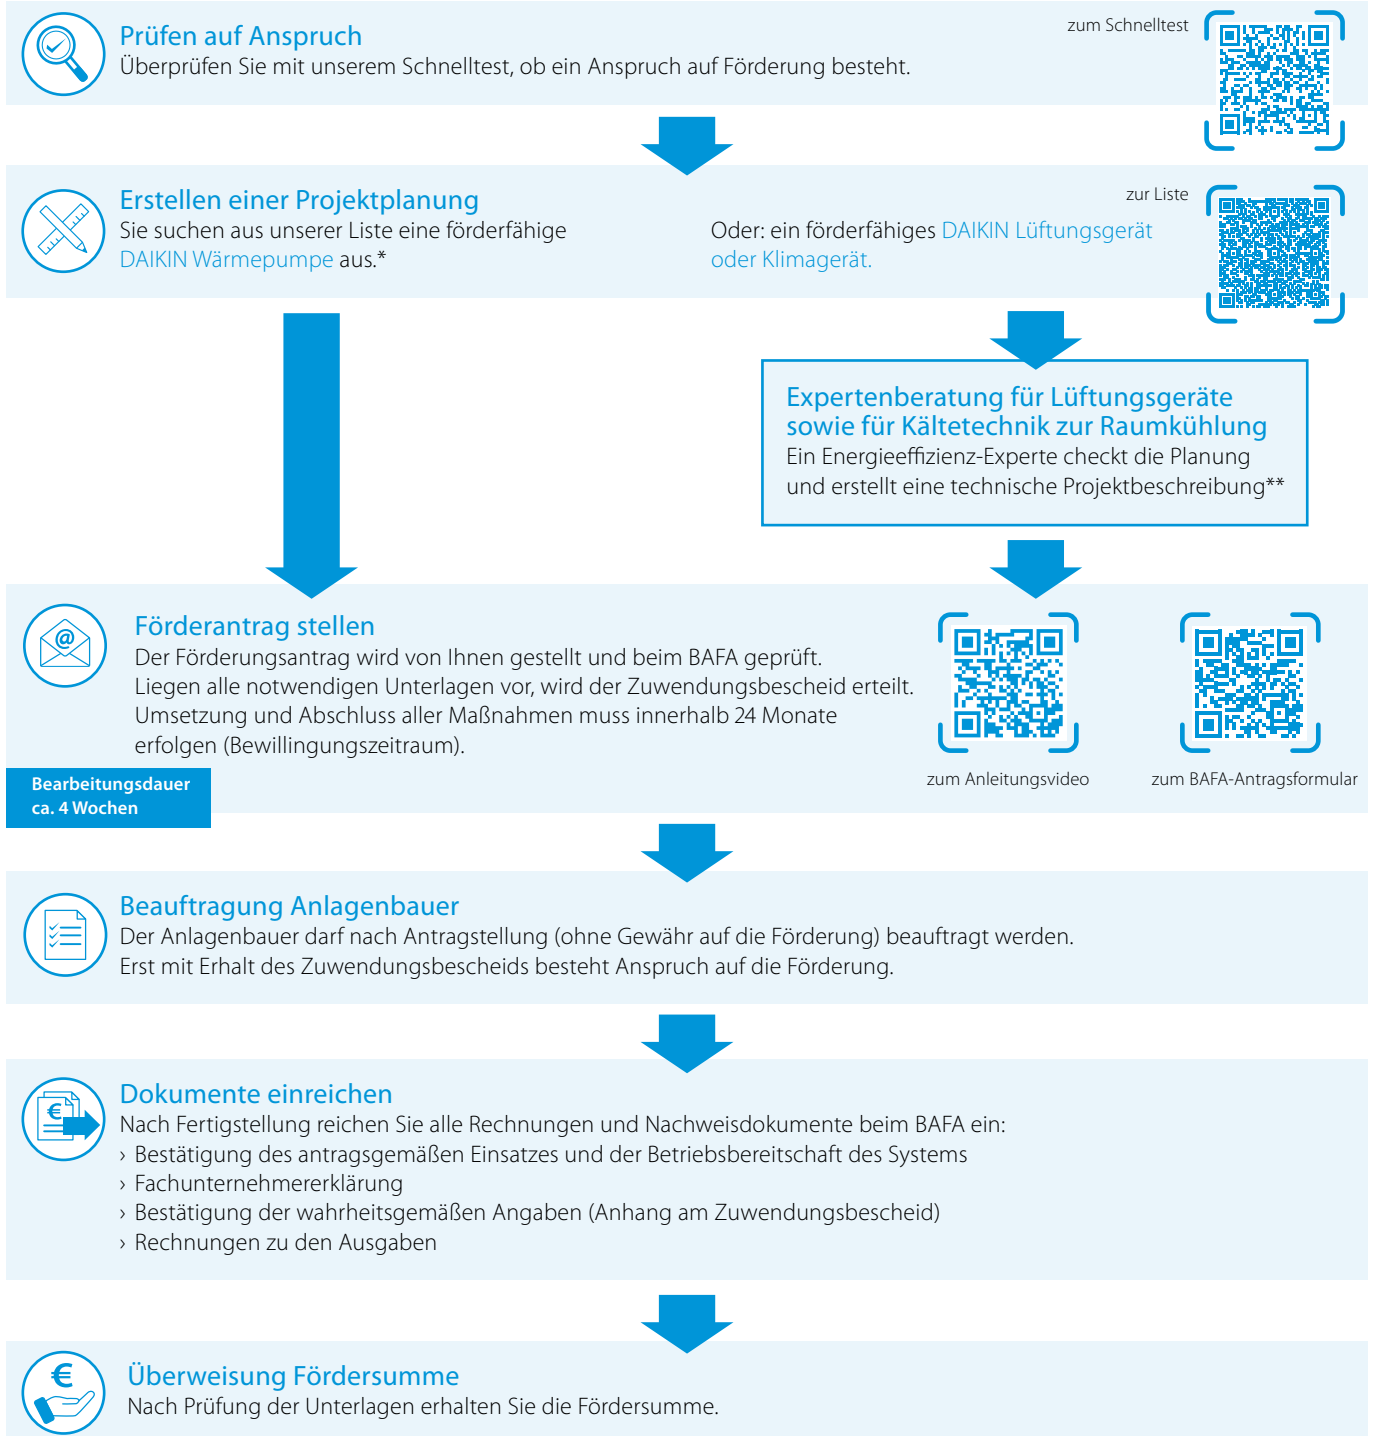 Prüfen auf Anspruch
Überprüfen Sie mit unserem Schnelltest, ob ein Anspruch auf Förderung besteht.
zum Schnelltest
Erstellen einer Projektplanung
Sie suchen aus unserer Liste eine förderfähige
DAIKIN Wärmepumpe aus.*
zur Liste
Oder: ein förderfähiges DAIKIN Lüftungsgerät
oder Klimagerät.
Expertenberatung für Lüftungsgeräte
sowie für Kältetechnik zur Raumkühlung
Ein Energieeffizienz-Experte checkt die Planung
und erstellt eine technische Projektbeschreibung**
@
Förderantrag stellen
Der Förderungsantrag wird von Ihnen gestellt und beim BAFA geprüft.
Liegen alle notwendigen Unterlagen vor, wird der Zuwendungsbescheid erteilt.
Umsetzung und Abschluss aller Maßnahmen muss innerhalb 24 Monate
erfolgen (Bewilligungszeitraum).
zum Anleitungsvideo
zum BAFA-Antragsformular
Bearbeitungsdauer
ca. 4 Wochen
Beauftragung Anlagenbauer
Der Anlagenbauer darf nach Antragstellung (ohne Gewähr auf die Förderung) beauftragt werden.
Erst mit Erhalt des Zuwendungsbescheids besteht Anspruch auf die Förderung.
€
Dokumente einreichen
Nach Fertigstellung reichen Sie alle Rechnungen und Nachweisdokumente beim BAFA ein:
› Bestätigung des antragsgemäßen Einsatzes und der Betriebsbereitschaft des Systems
› Fachunternehmererklärung
› Bestätigung der wahrheitsgemäßen Angaben (Anhang am Zuwendungsbescheid)
› Rechnungen zu den Ausgaben
€
Überweisung Fördersumme
Nach Prüfung der Unterlagen erhalten Sie die Fördersumme.